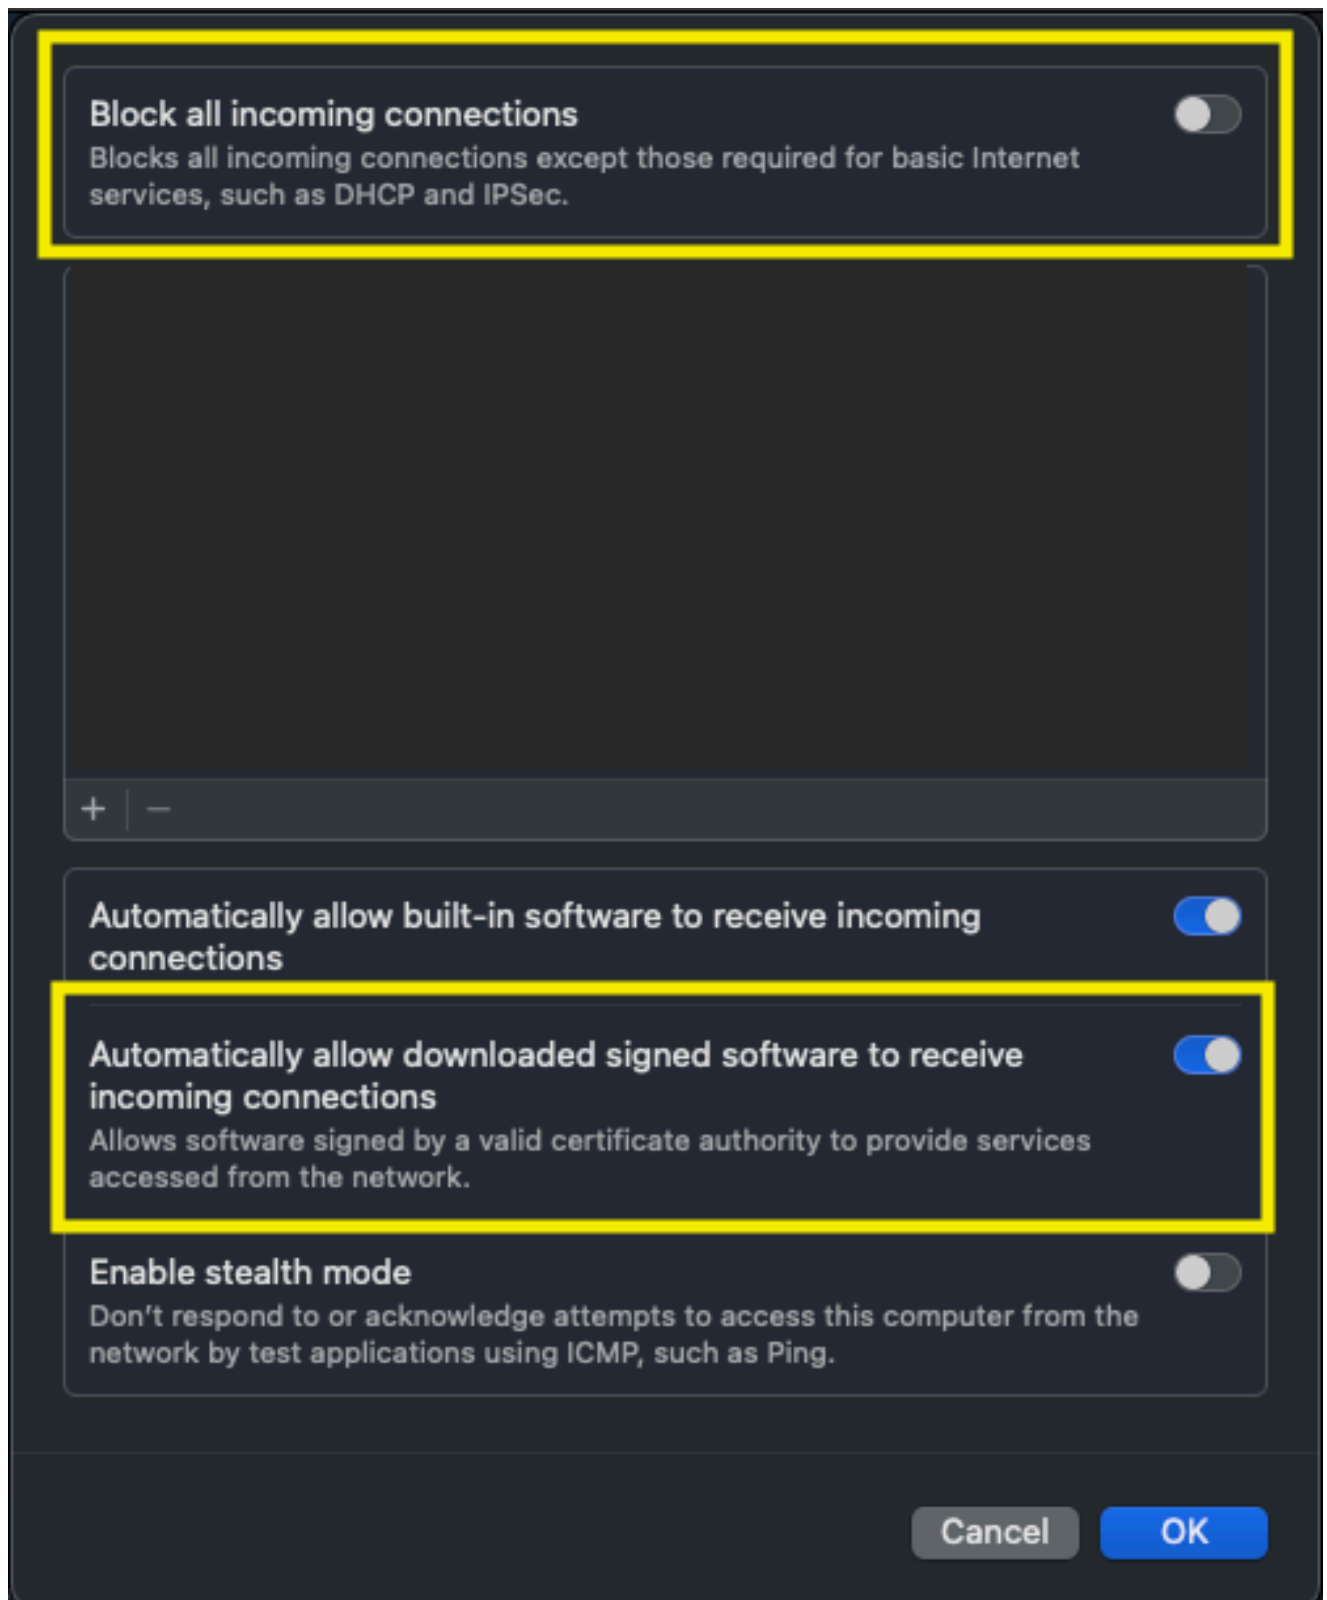 Block all incoming connections
Blocks all incoming connections except those required for basic Internet
services, such as DHCP and IPSec.
+ | −
Automatically allow built-in software to receive incoming
connections
Automatically allow downloaded signed software to receive
incoming connections
Allows software signed by a valid certificate authority to provide services
accessed from the network.
Enable stealth mode
Don't respond to or acknowledge attempts to access this computer from the
network by test applications using ICMP, such as Ping.
Cancel OK